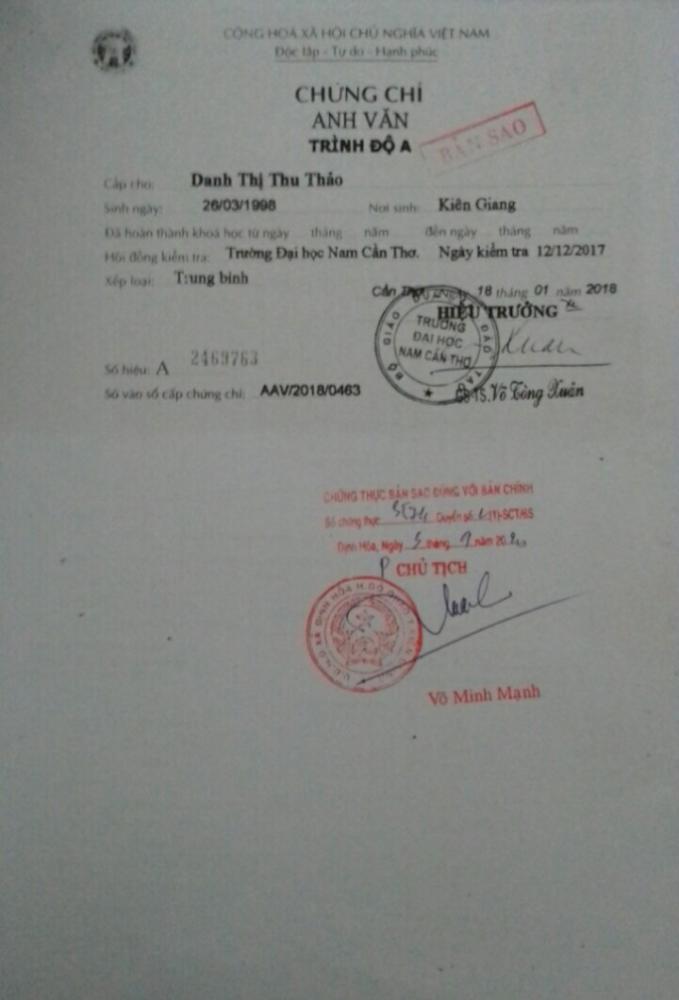 CỘNG HOÀ XÃ HỘI CHỦ NGHĨA VIỆT NAM
Độc lập - Tự do - Hạnh phúc
CHỨNG CHỈ
ANH VĂN
TRÌNH ĐỘ A
BẢN SAO
Cấp cho: Danh Thị Thu Thảo
Sinh ngày: 26/03/1998 Nơi sinh: Kiên Giang
Đã hoàn thành khoá học từ ngày tháng năm đến ngày tháng năm
Hội đồng kiểm tra: Trường Đại học Nam Cần Thơ. Ngày kiểm tra 12/12/2017
Xếp loại: Trung bình
Cần Thơ, ngày 18 tháng 01 năm 2018
HIỆU TRƯỞNG
BỘ GIÁO DỤC ĐÀO TẠO
TRƯỜNG
ĐẠI HỌC
NAM CẦN THƠ
Số hiệu: A 2469763
GS-TS. Võ Tòng Xuân
Số vào sổ cấp chứng chỉ: AAV/2018/0463
CHỨNG THỰC BẢN SAO ĐÚNG VỚI BẢN CHÍNH
Số chứng thực Quyển số -SCT/BS
Định Hóa, Ngày 5 tháng 9 năm 20
P CHỦ TỊCH
U.B.N.D XÃ ĐỊNH HÒA H.
Võ Minh Mạnh